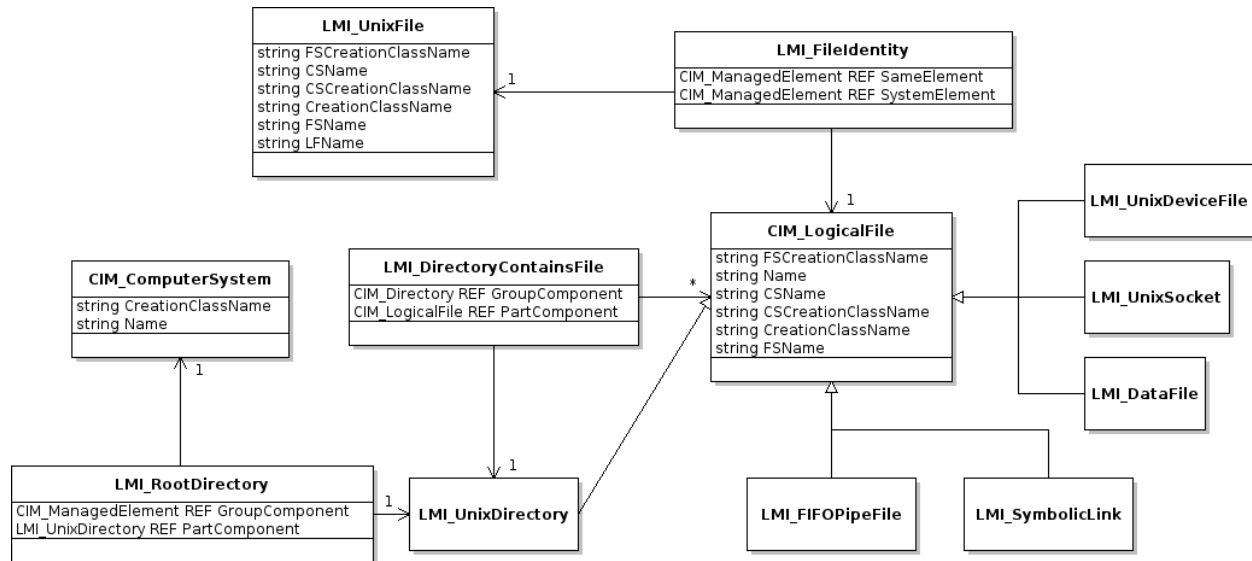 LMI_UnixFile
string FSCreationClassName
string CSName
string CSCreationClassName
string CreationClassName
string FSName
string LFName
LMI_FileIdentity
CIM_ManagedElement REF SameElement
CIM_ManagedElement REF SystemElement
1
1
CIM_LogicalFile
string FSCreationClassName
string Name
string CSName
string CSCreationClassName
string CreationClassName
string FSName
LMI_UnixDeviceFile
LMI_UnixSocket
LMI_DataFile
LMI_DirectoryContainsFile
CIM_Directory REF GroupComponent
CIM_LogicalFile REF PartComponent
*
CIM_ComputerSystem
string CreationClassName
string Name
1
1
LMI_RootDirectory
CIM_ManagedElement REF GroupComponent
LMI_UnixDirectory REF PartComponent
1
LMI_UnixDirectory
LMI_FIFOPipeFile
LMI_SymbolicLink